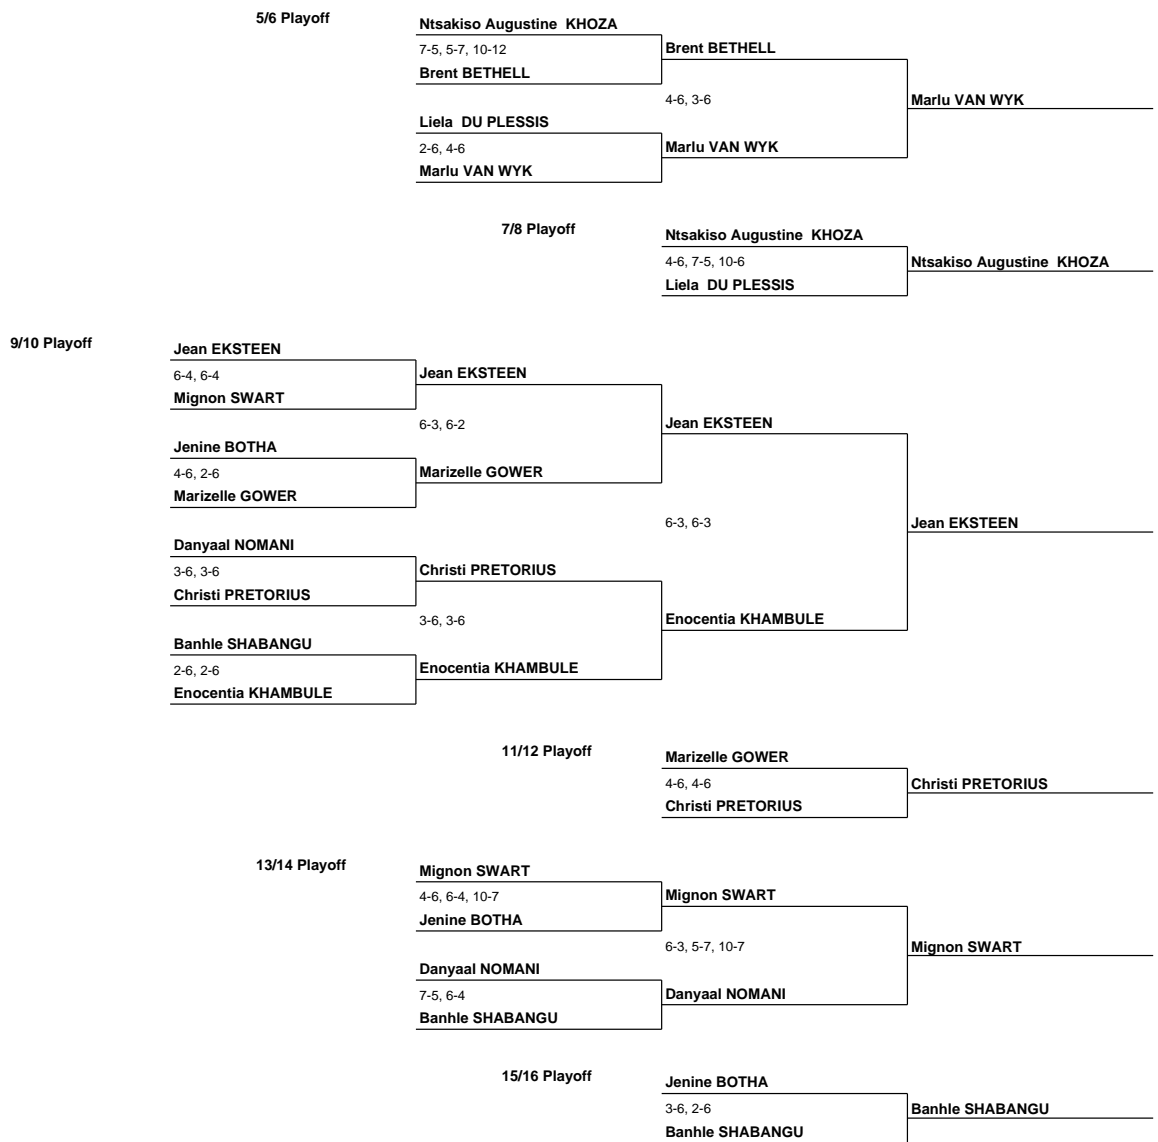 5/6 Playoff
Ntsakiso Augustine KHOZA
7-5, 5-7, 10-12
Brent BETHELL
Brent BETHELL
4-6, 3-6
Marlu VAN WYK
Liela DU PLESSIS
2-6, 4-6
Marlu VAN WYK
Marlu VAN WYK
7/8 Playoff
Ntsakiso Augustine KHOZA
4-6, 7-5, 10-6
Ntsakiso Augustine KHOZA
Liela DU PLESSIS
9/10 Playoff
Jean EKSTEEN
6-4, 6-4
Jean EKSTEEN
Mignon SWART
6-3, 6-2
Jean EKSTEEN
Jenine BOTHA
4-6, 2-6
Marizelle GOWER
Marizelle GOWER
6-3, 6-3
Jean EKSTEEN
Danyaal NOMANI
3-6, 3-6
Christi PRETORIUS
Christi PRETORIUS
3-6, 3-6
Enocentia KHAMBULE
Banhle SHABANGU
2-6, 2-6
Enocentia KHAMBULE
Enocentia KHAMBULE
11/12 Playoff
Marizelle GOWER
4-6, 4-6
Christi PRETORIUS
Christi PRETORIUS
13/14 Playoff
Mignon SWART
4-6, 6-4, 10-7
Mignon SWART
Jenine BOTHA
6-3, 5-7, 10-7
Mignon SWART
Danyaal NOMANI
7-5, 6-4
Danyaal NOMANI
Banhle SHABANGU
15/16 Playoff
Jenine BOTHA
3-6, 2-6
Banhle SHABANGU
Banhle SHABANGU